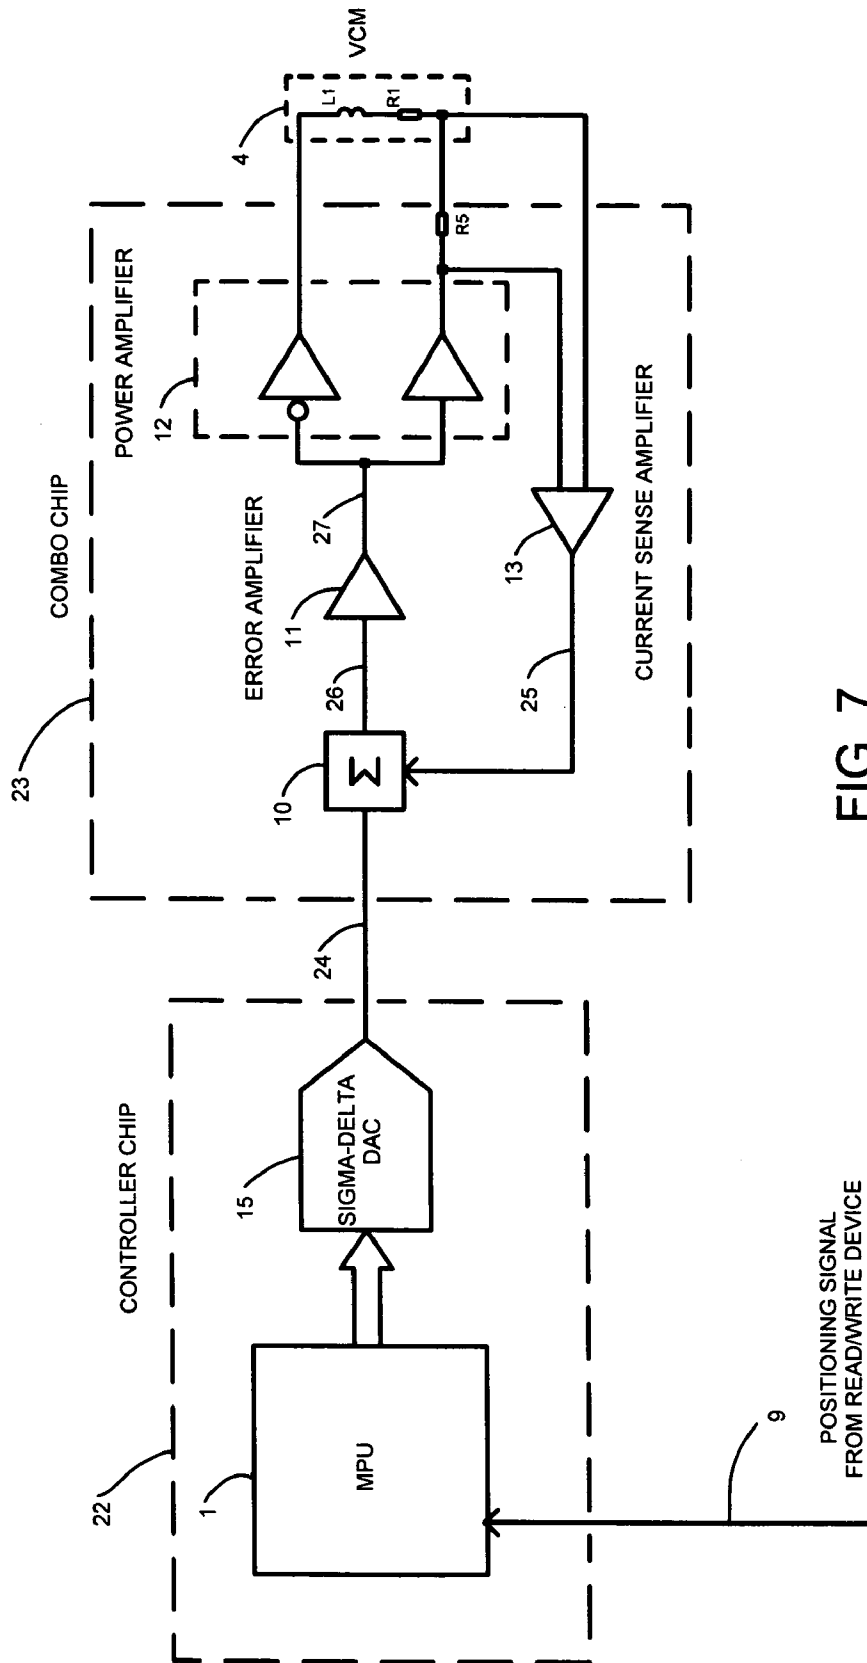 CONTROLLER CHIP
22
1
MPU
15
SIGMA-DELTA
DAC
24
9
POSITIONING SIGNAL
FROM READ/WRITE DEVICE
COMBO CHIP
23
10
Σ
26
ERROR AMPLIFIER
11
27
POWER AMPLIFIER
12
4
VCM
L1
R1
R5
13
25
CURRENT SENSE AMPLIFIER
FIG. 7